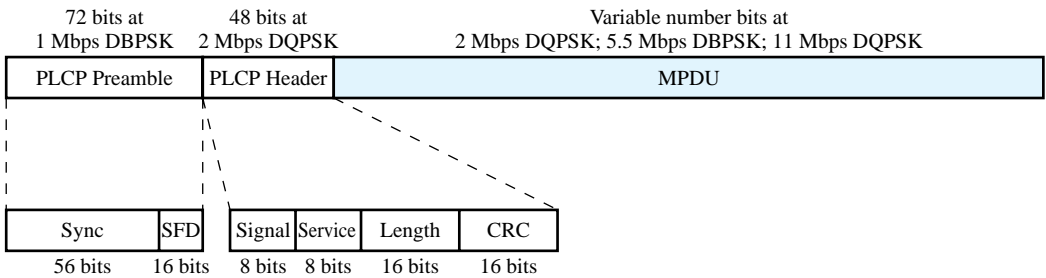 72 bits at
1 Mbps DBPSK
48 bits at
2 Mbps DQPSK
Variable number bits at
2 Mbps DQPSK; 5.5 Mbps DBPSK; 11 Mbps DQPSK
PLCP Preamble
PLCP Header
MPDU
Sync
SFD
Signal
Service
Length
CRC
56 bits
16 bits
8 bits
8 bits
16 bits
16 bits